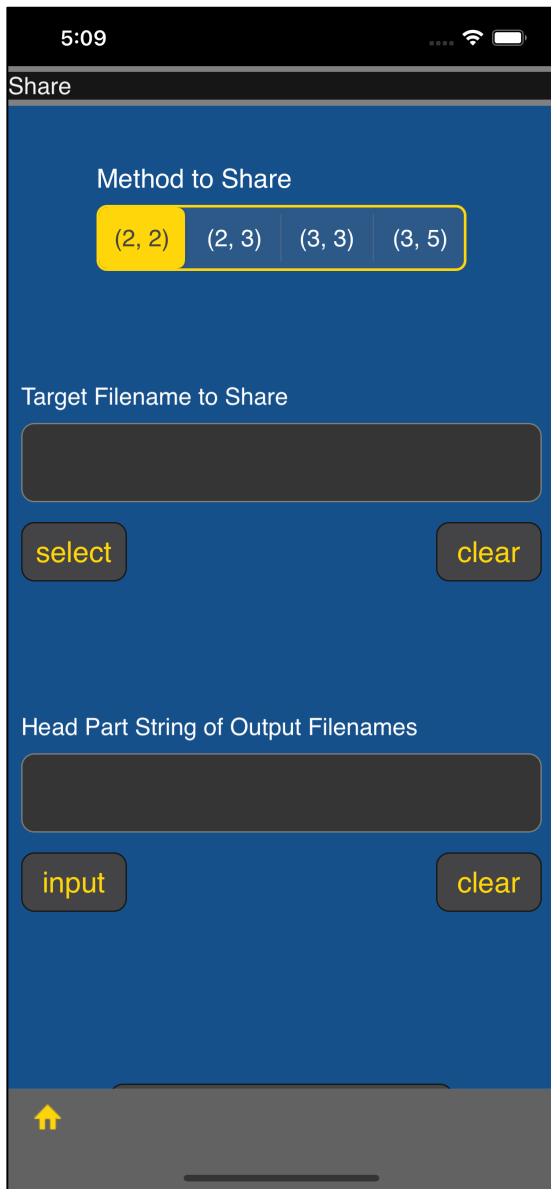 5:09
Share
Method to Share
(2, 2) (2, 3) (3, 3) (3, 5)
Target Filename to Share
select clear
Head Part String of Output Filenames
input clear